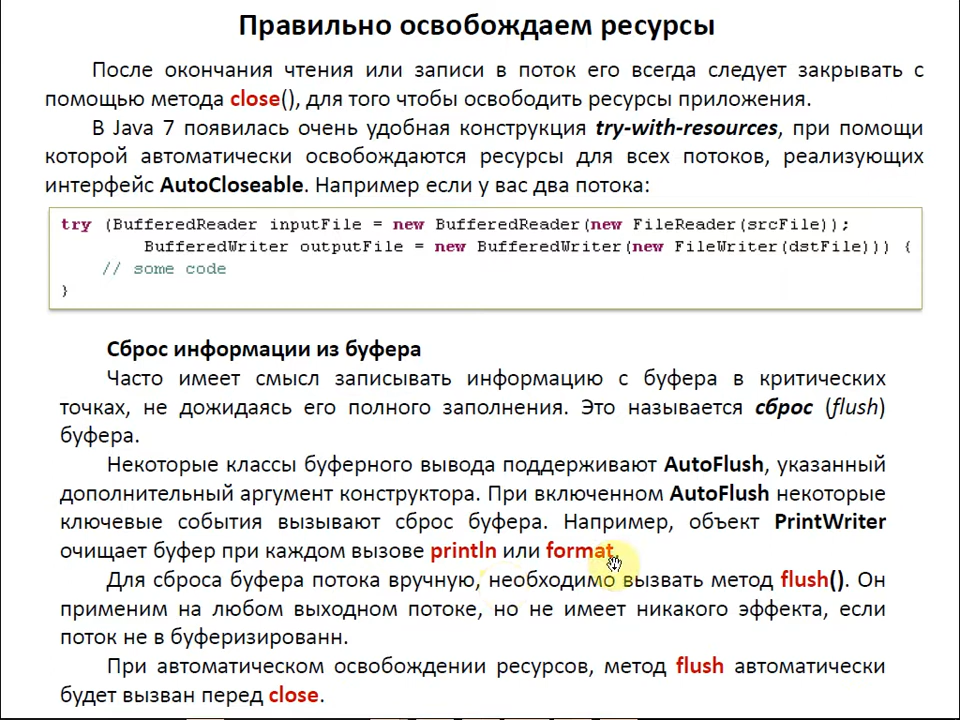 Правильно освобождаем ресурсы
После окончания чтения или записи в поток его всегда следует закрывать с
помощью метода close(), для того чтобы освободить ресурсы приложения.
В Java 7 появилась очень удобная конструкция try-with-resources, при помощи
которой автоматически освобождаются ресурсы для всех потоков, реализующих
интерфейс AutoCloseable. Например если у вас два потока:
try (BufferedReader inputFile = new BufferedReader(new FileReader(srcFile));
BufferedWriter outputFile = new BufferedWriter(new FileWriter(dstFile))) {
// some code
}
Сброс информации из буфера
Часто имеет смысл записывать информацию с буфера в критических
точках, не дожидаясь его полного заполнения. Это называется сброс (flush)
буфера.
Некоторые классы буферного вывода поддерживают AutoFlush, указанный
дополнительный аргумент конструктора. При включенном AutoFlush некоторые
ключевые события вызывают сброс буфера. Например, объект PrintWriter
очищает буфер при каждом вызове println или format.
Для сброса буфера потока вручную, необходимо вызвать метод flush(). Он
применим на любом выходном потоке, но не имеет никакого эффекта, если
поток не в буферизированн.
При автоматическом освобождении ресурсов, метод flush автоматически
будет вызван перед close.